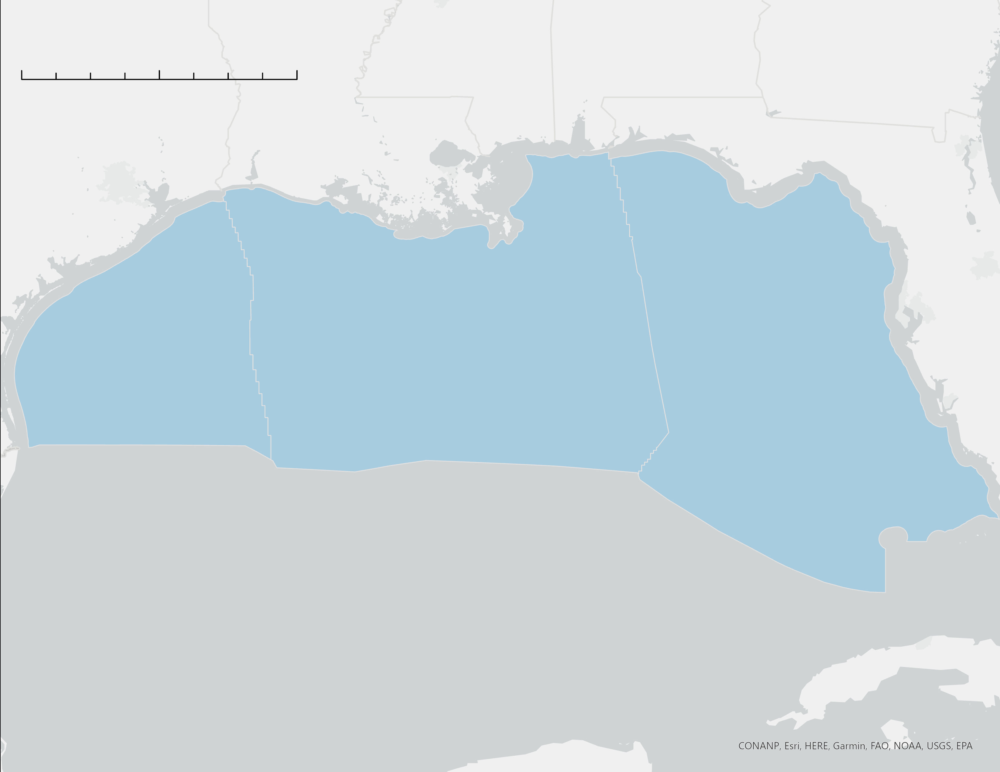 CONANP, Esri, HERE, Garmin, FAO, NOAA, USGS, EPA